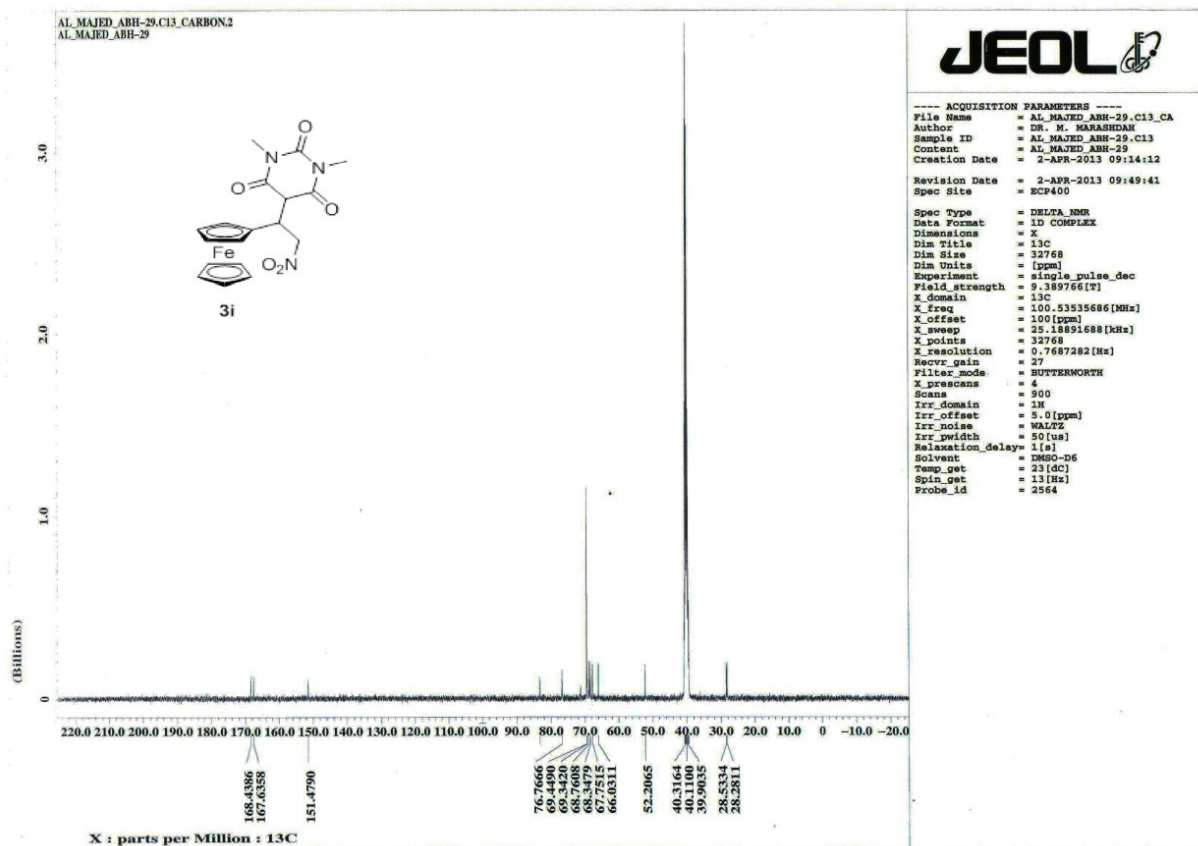 AL_MAJED_ABH-29.C13_CARBON.2
AL_MAJED_ABH-29
JEOL
---- ACQUISITION PARAMETERS ----
File Name = AL_MAJED_ABH-29.C13_CA
Author = DR. M. MARASHDAH
Sample ID = AL_MAJED_ABH-29.C13
Content = AL_MAJED_ABH-29
Creation Date = 2-APR-2013 09:14:12
Revision Date = 2-APR-2013 09:49:41
Spec Site = ECP400
Spec Type = DELTA_NMR
Data Format = 1D COMPLEX
Dimensions = X
Dim Title = 13C
Dim Size = 32768
Dim Units = [ppm]
Experiment = single_pulse_dec
Field_strength = 9.389766[T]
X_domain = 13C
X_freq = 100.53535686[MHz]
X_offset = 100[ppm]
X_sweep = 25.18891688[kHz]
X_points = 32768
X_resolution = 0.7687282[Hz]
Recvr_gain = 27
Filter_mode = BUTTERWORTH
X_prescans = 4
Scans = 900
Irr_domain = 1H
Irr_offset = 5.0[ppm]
Irr_noise = WALTZ
Irr_pwidth = 50[us]
Relaxation_delay= 1[s]
Solvent = DMSO-D6
Temp_get = 23[dC]
Spin_get = 13[Hz]
Probe_id = 2564
O
N
N
O
O
Fe
O2N
3i
(Billions)
3.0
2.0
1.0
0
220.0 210.0 200.0 190.0 180.0 170.0 160.0 150.0 140.0 130.0 120.0 110.0 100.0 90.0 80.0 70.0 60.0 50.0 40.0 30.0 20.0 10.0 0 -10.0 -20.0
168.4386
167.6358
151.4790
76.7666
69.4490
69.3420
68.7608
68.3479
67.7515
66.0311
52.2065
40.3164
40.1100
39.9035
28.5334
28.2811
X : parts per Million : 13C